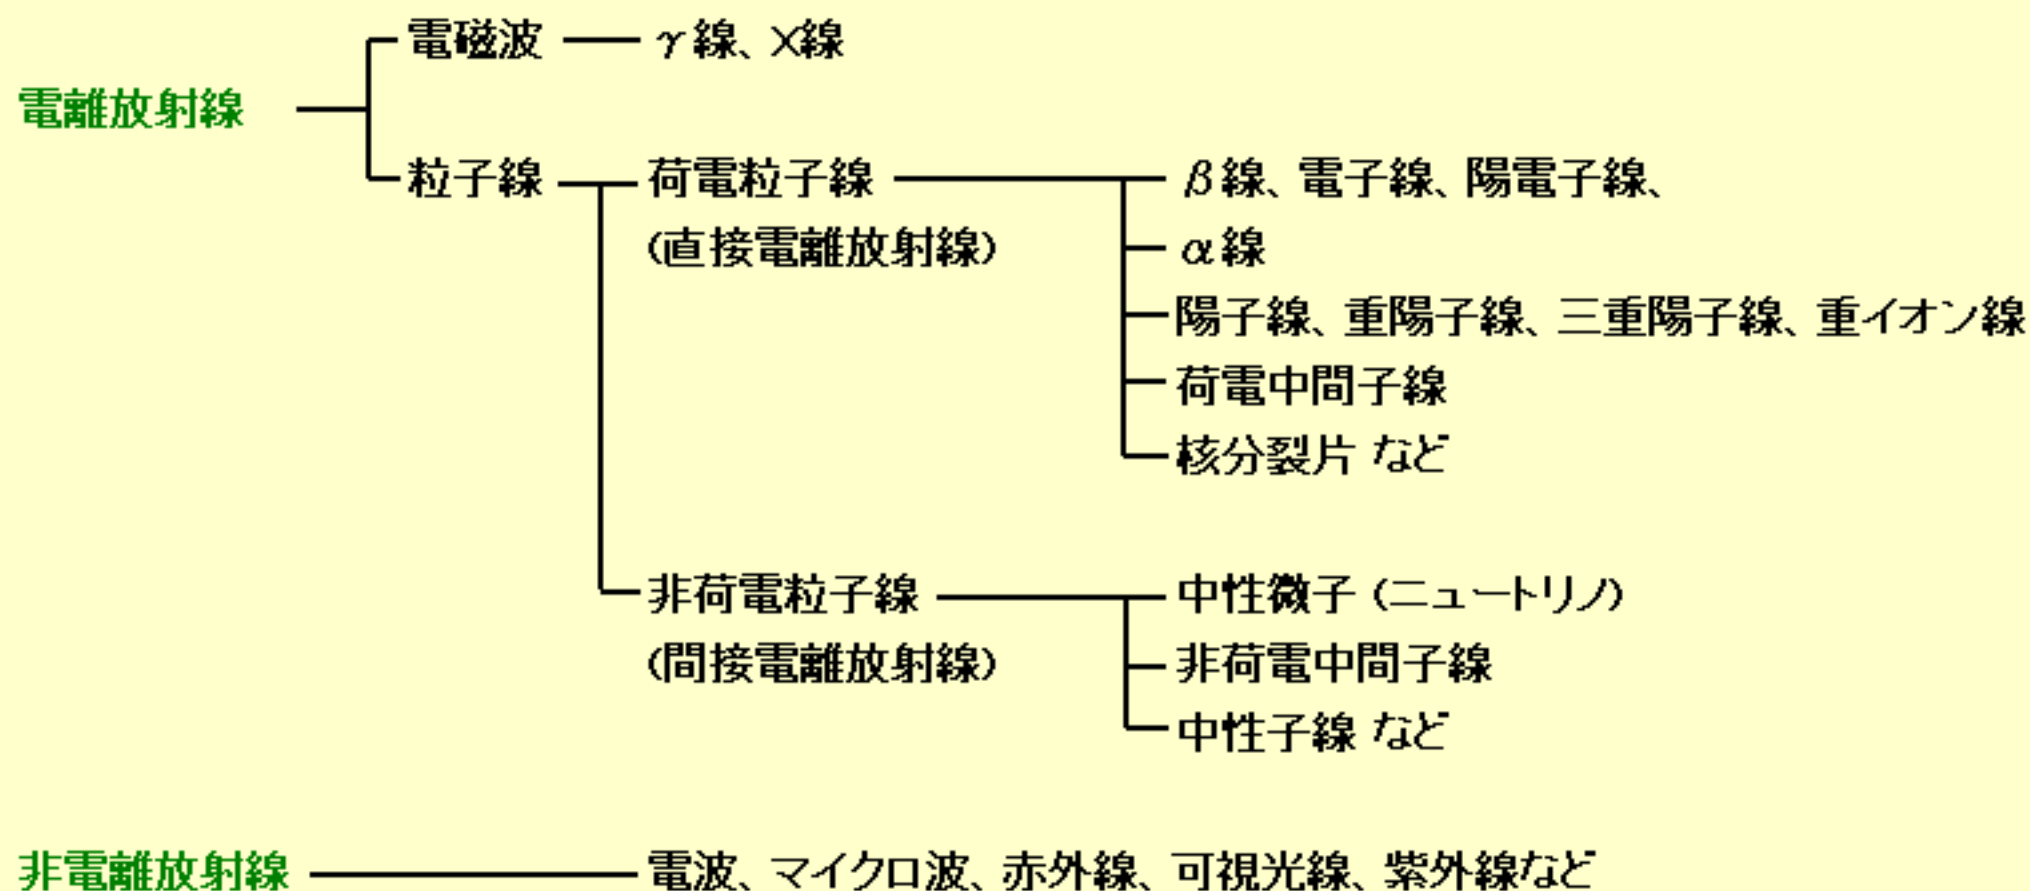 電磁波 γ線、X線
電離放射線
粒子線 荷電粒子線 β線、電子線、陽電子線、
(直接電離放射線) α線
陽子線、重陽子線、三重陽子線、重イオン線
荷電中間子線
核分裂片 など
非荷電粒子線 中性微子 (ニュートリノ)
(間接電離放射線) 非荷電中間子線
中性子線 など
非電離放射線 電波、マイクロ波、赤外線、可視光線、紫外線など